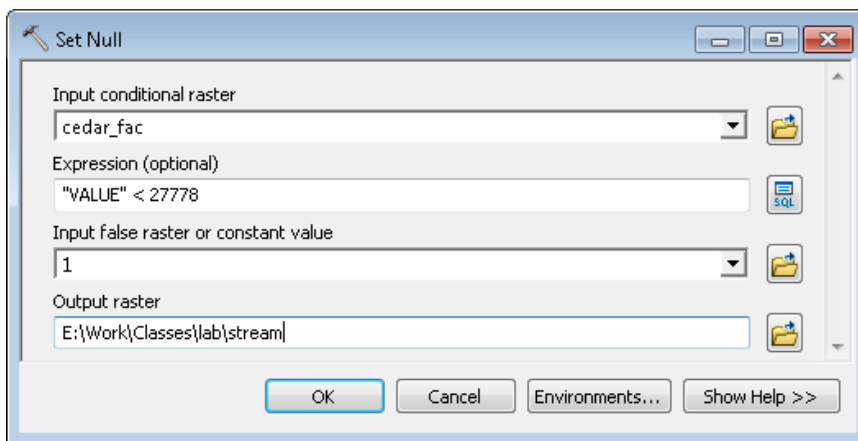 Set Null
Input conditional raster
cedar_fac
Expression (optional)
"VALUE" < 27778
SQL
Input false raster or constant value
1
Output raster
E:\Work\Classes\lab\stream
OK Cancel Environments... Show Help >>